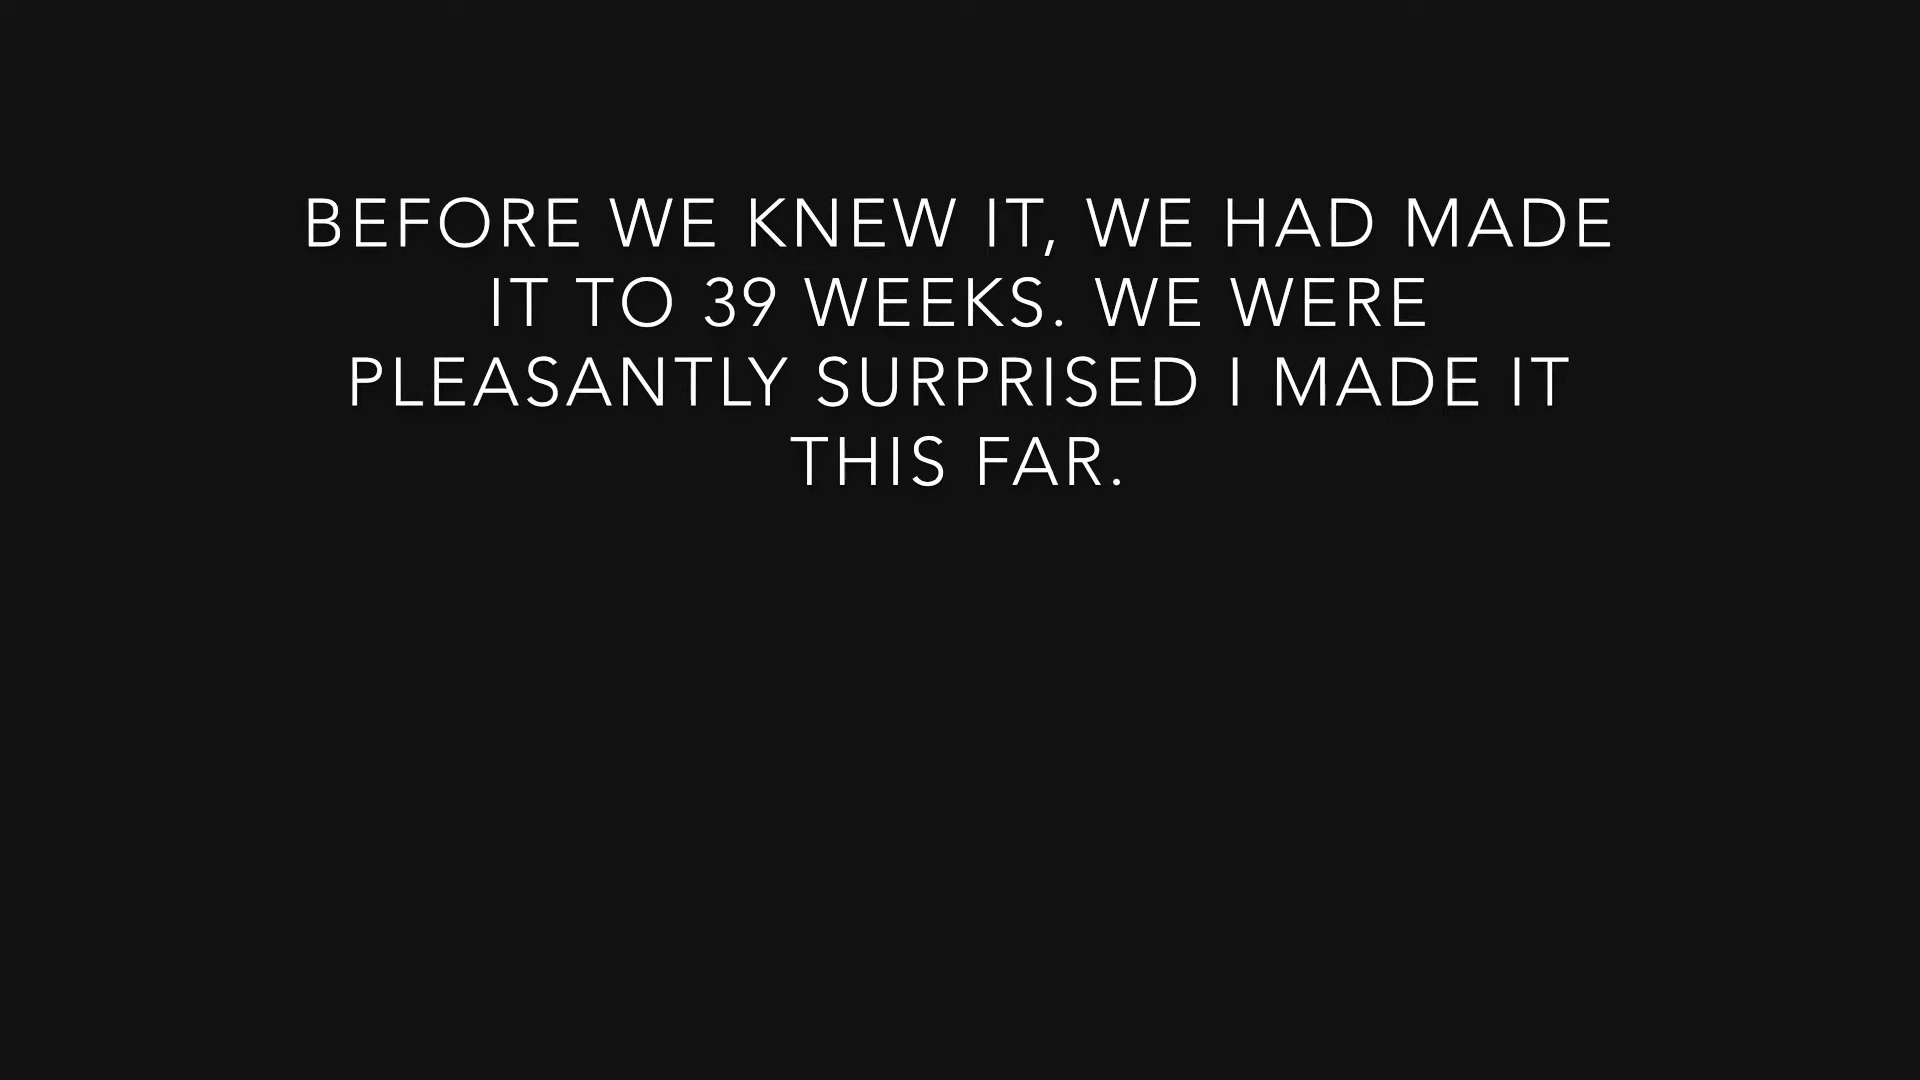 BEFORE WE KNEW IT, WE HAD MADE
IT TO 39 WEEKS. WE WERE
PLEASANTLY SURPRISED I MADE IT
THIS FAR.